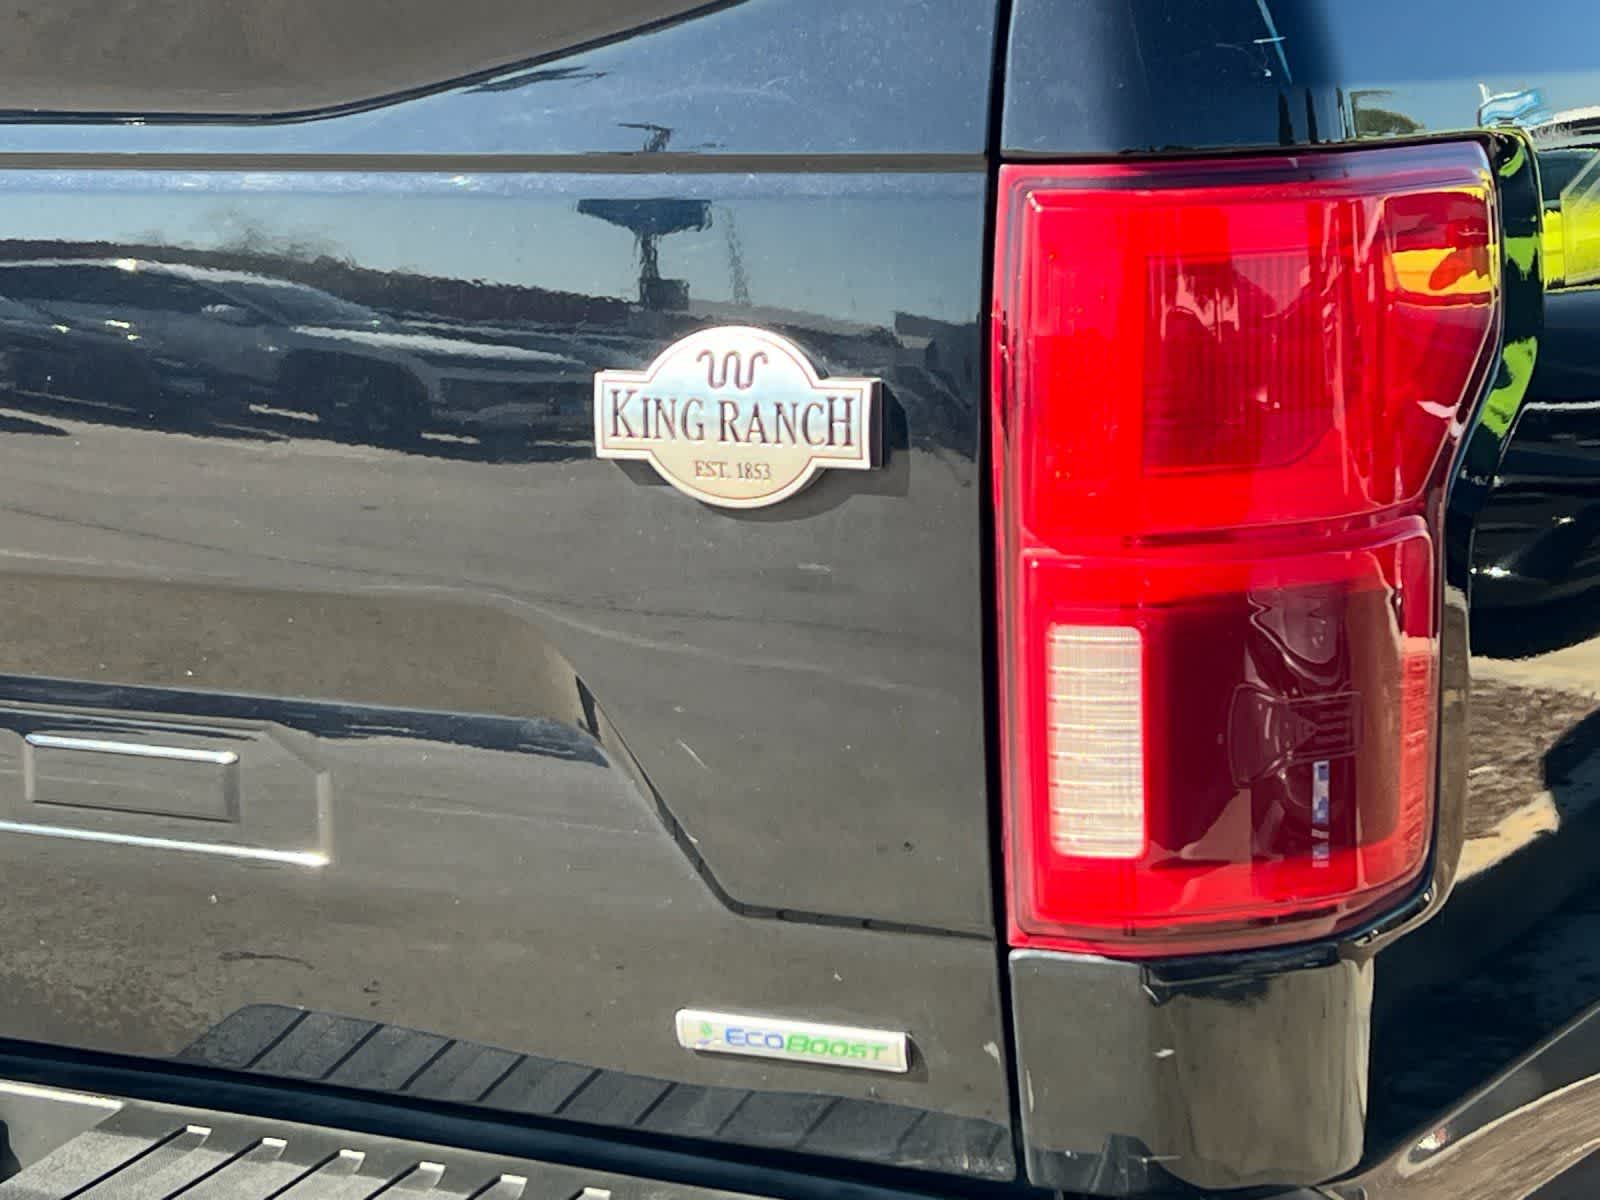 KING RANCH
EST. 1853
ECOBOOST